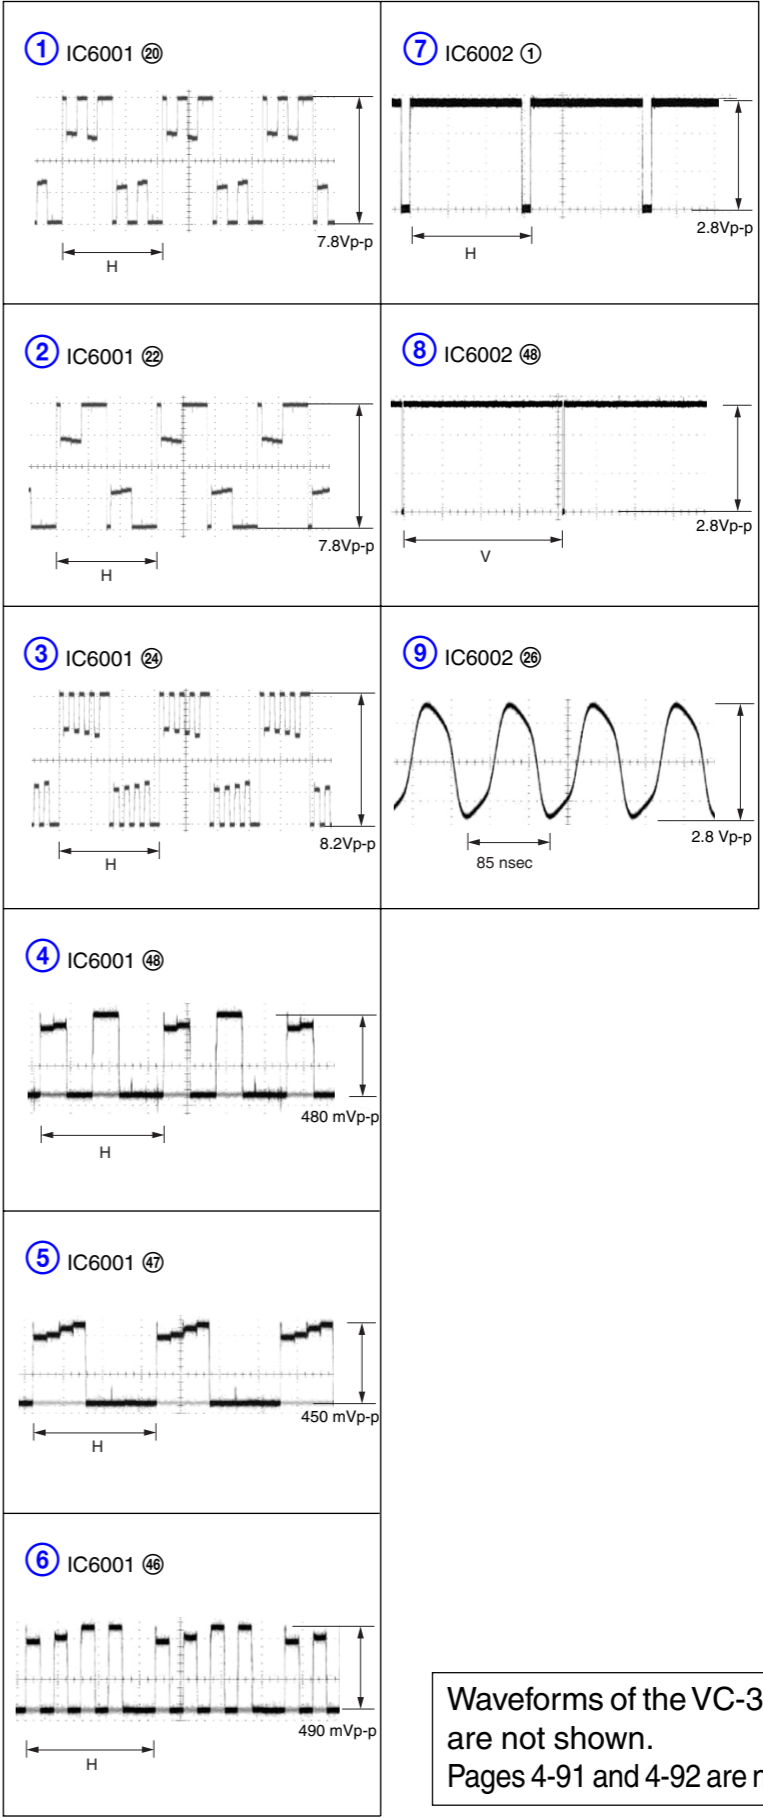 ① IC6001 ⑳
7.8Vp-p
H
② IC6001 ㉒
7.8Vp-p
H
③ IC6001 ㉔
8.2Vp-p
H
④ IC6001 ㊽
480 mVp-p
H
⑤ IC6001 ㊼
450 mVp-p
H
⑥ IC6001 ㊻
490 mVp-p
H
⑦ IC6002 ①
2.8Vp-p
H
⑧ IC6002 ㊽
2.8Vp-p
V
⑨ IC6002 ㉖
2.8 Vp-p
85 nsec
Waveforms of the VC-3
are not shown.
Pages 4-91 and 4-92 are